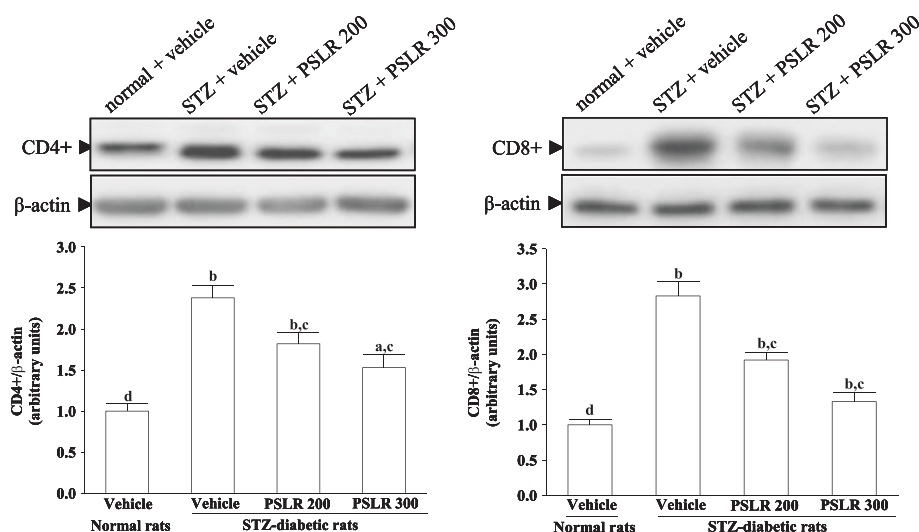 normal + vehicle
STZ + vehicle
STZ + PSLR 200
STZ + PSLR 300
CD4+
β-actin
3.0
2.5
2.0
1.5
1.0
0.5
0.0
CD4+/β-actin
(arbitrary units)
d
b
b,c
a,c
Vehicle
Vehicle
PSLR 200
PSLR 300
Normal rats
STZ-diabetic rats
normal + vehicle
STZ + vehicle
STZ + PSLR 200
STZ + PSLR 300
CD8+
β-actin
3.5
3.0
2.5
2.0
1.5
1.0
0.5
0.0
CD8+/β-actin
(arbitrary units)
d
b
b,c
b,c
Vehicle
Vehicle
PSLR 200
PSLR 300
Normal rats
STZ-diabetic rats